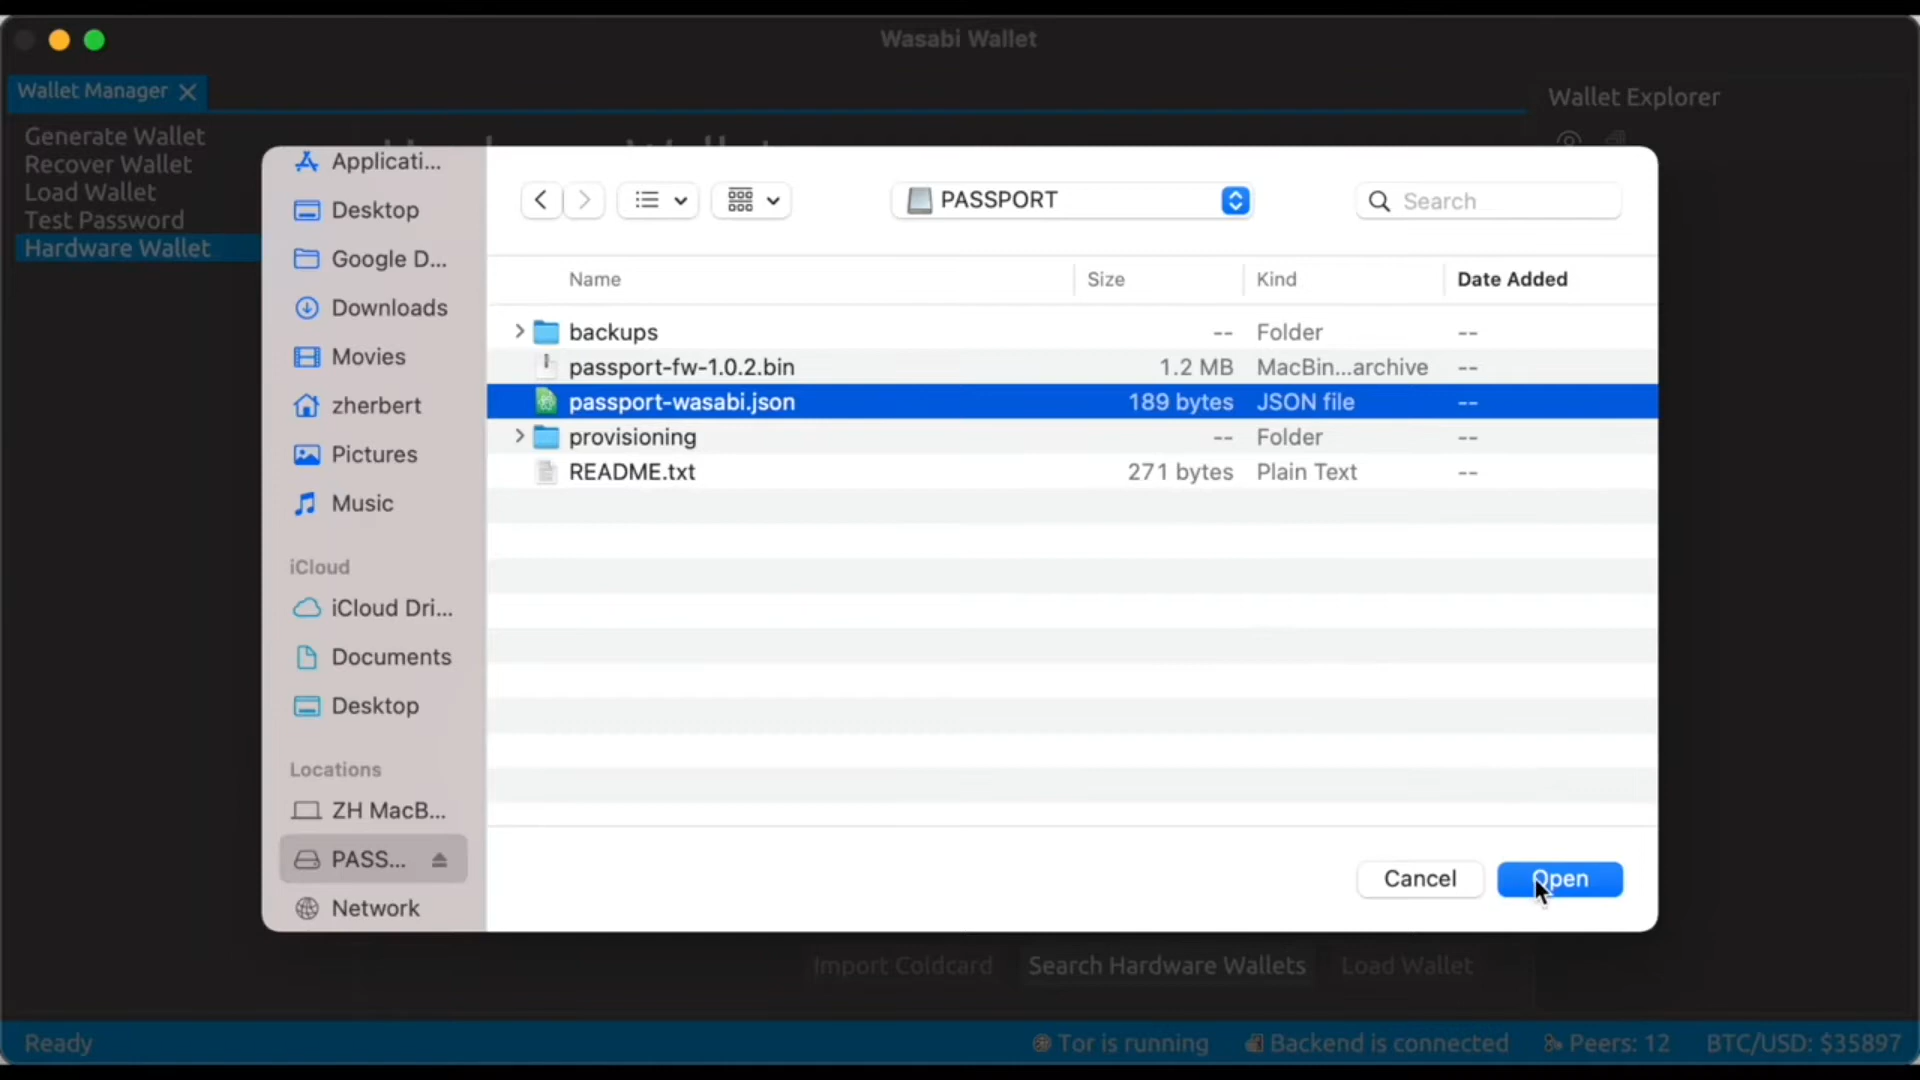 Wasabi Wallet
Wallet Manager
Wallet Explorer
Generate Wallet
Recover Wallet
Load Wallet
Test Password
Hardware Wallet
Applicati...
Desktop
Google D...
Downloads
Movies
zherbert
Pictures
Music
iCloud
iCloud Dri...
Documents
Desktop
Locations
ZH MacB...
PASS...
Network
PASSPORT
Search
Name Size Kind Date Added
backups -- Folder --
passport-fw-1.0.2.bin 1.2 MB MacBin...archive --
passport-wasabi.json 189 bytes JSON file --
provisioning -- Folder --
README.txt 271 bytes Plain Text --
Cancel Open
Import Coldcard Search Hardware Wallets Load Wallet
Ready Tor is running Backend is connected Peers: 12 BTC/USD: $35897